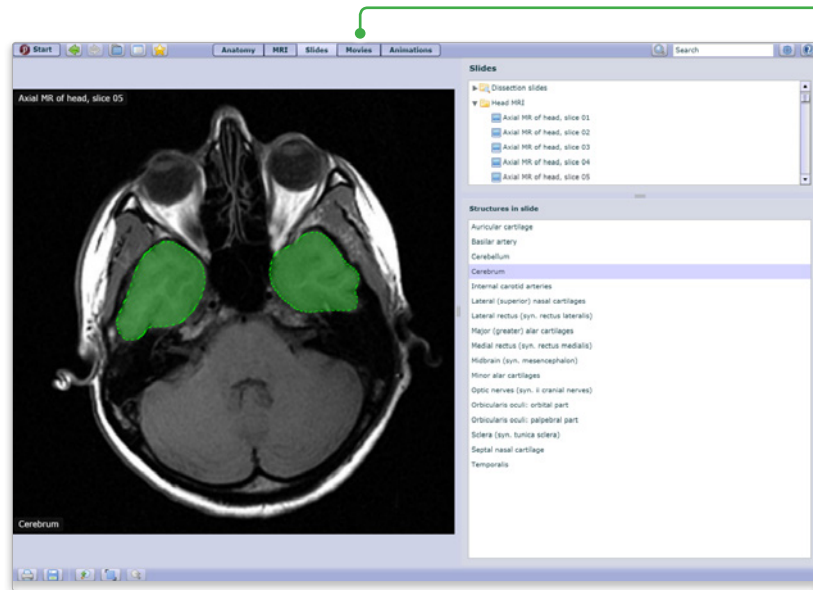 Start
Anatomy MRI Slides Movies Animations
Search
Axial MR of head, slice 05
Cerebrum
Slides
Dissection slides
Head MRI
Axial MR of head, slice 01
Axial MR of head, slice 02
Axial MR of head, slice 03
Axial MR of head, slice 04
Axial MR of head, slice 05
Structures in slide
Auricular cartilage
Basilar artery
Cerebellum
Cerebrum
Internal carotid arteries
Lateral (superior) nasal cartilages
Lateral rectus (syn. rectus lateralis)
Major (greater) alar cartilages
Medial rectus (syn. rectus medialis)
Midbrain (syn. mesencephalon)
Minor alar cartilages
Optic nerves (syn. ii cranial nerves)
Orbicularis oculi: orbital part
Orbicularis oculi: palpebral part
Sclera (syn. tunica sclera)
Septal nasal cartilage
Temporalis